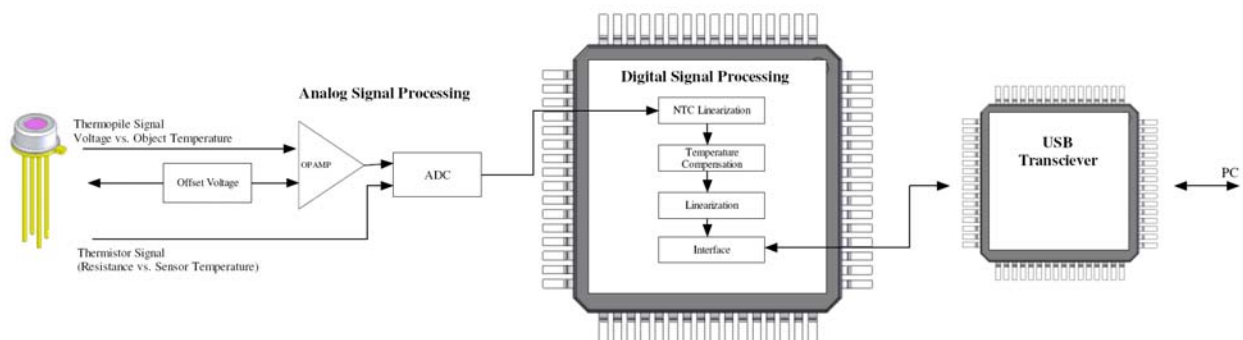 Analog Signal Processing
Thermopile Signal
Voltage vs. Object Temperature
OPAMP
Offset Voltage
ADC
Thermistor Signal
(Resistance vs. Sensor Temperature)
Digital Signal Processing
NTC Linearization
Temperature
Compensation
Linearization
Interface
USB
Transciever
PC